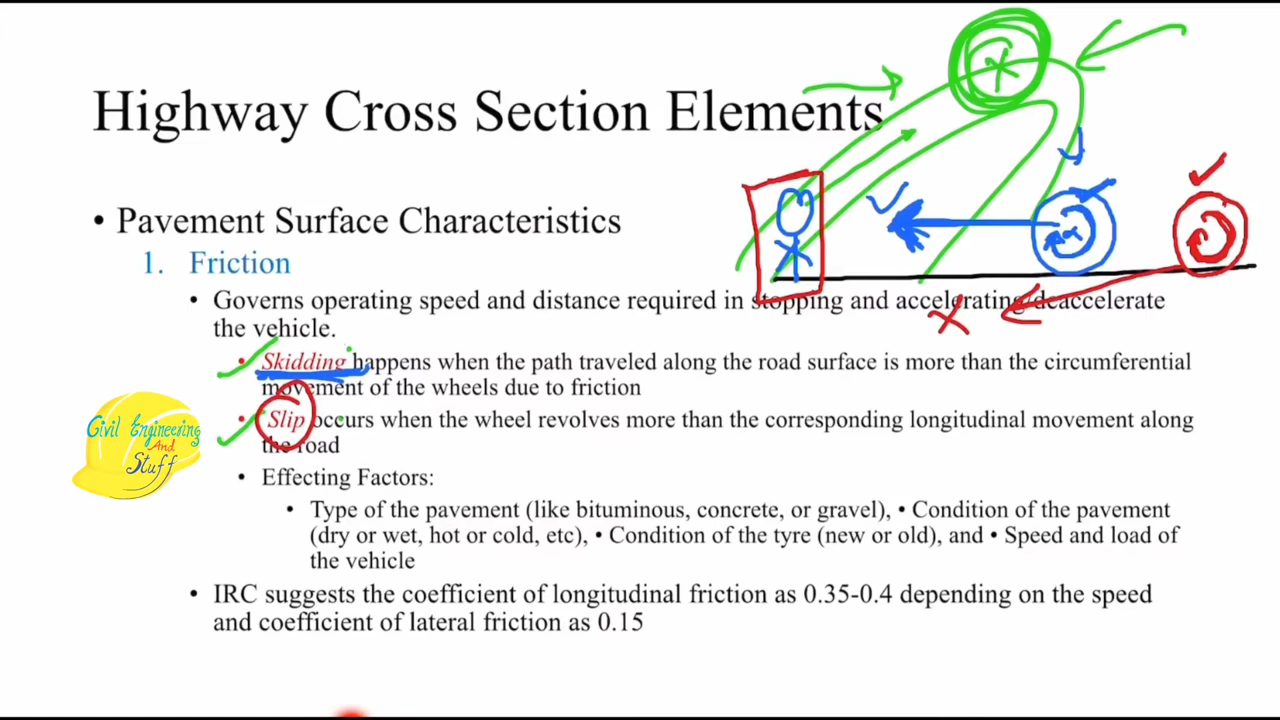 Highway Cross Section Elements
• Pavement Surface Characteristics
1. Friction
• Governs operating speed and distance required in stopping and accelerating/deaccelerate
the vehicle.
• Skidding happens when the path traveled along the road surface is more than the circumferential
movement of the wheels due to friction
• Slip occurs when the wheel revolves more than the corresponding longitudinal movement along
the road
• Effecting Factors:
• Type of the pavement (like bituminous, concrete, or gravel), • Condition of the pavement
(dry or wet, hot or cold, etc), • Condition of the tyre (new or old), and • Speed and load of
the vehicle
• IRC suggests the coefficient of longitudinal friction as 0.35-0.4 depending on the speed
and coefficient of lateral friction as 0.15
Civil Engineering
And
Stuff